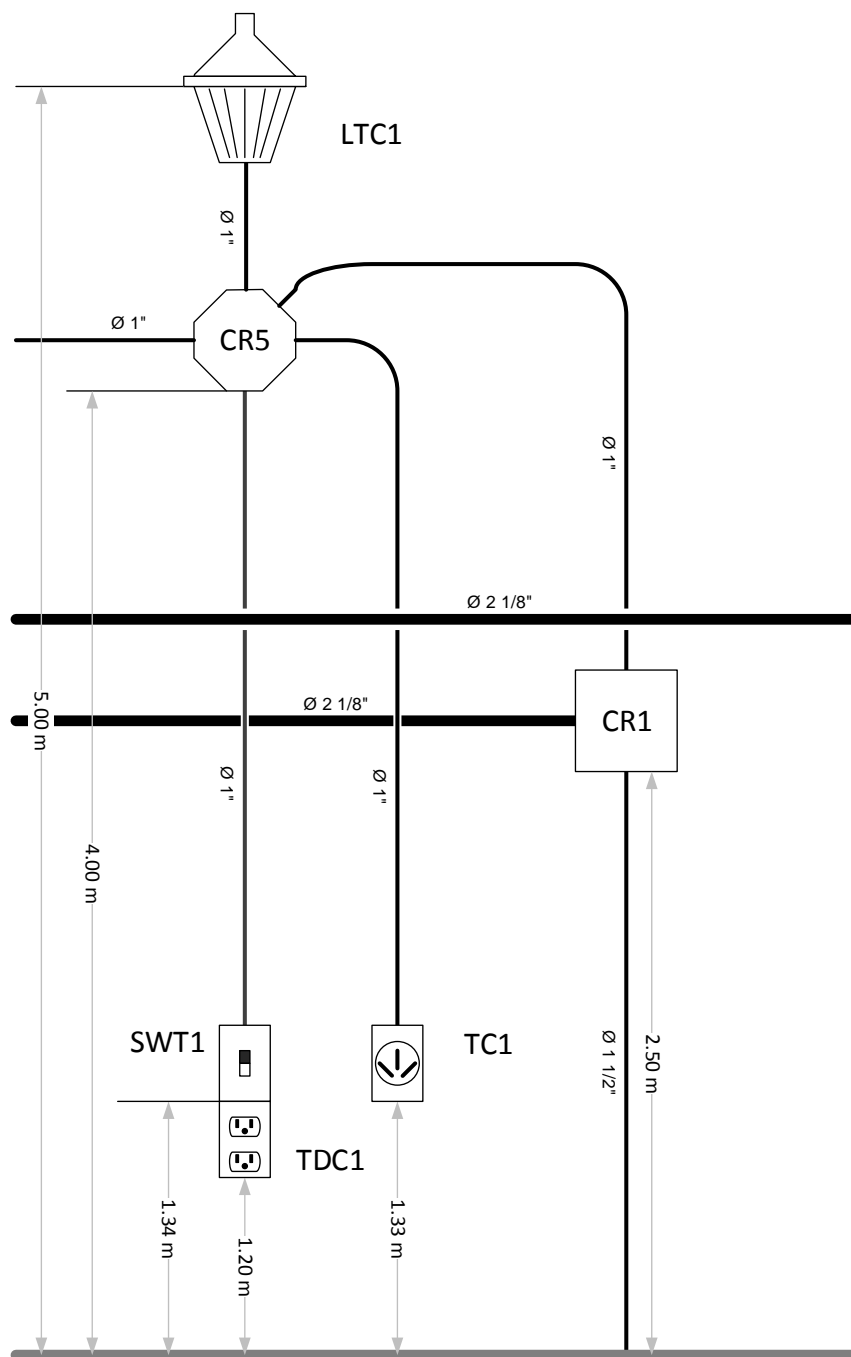 LTC1
Ø 1"
Ø 1"
CR5
Ø 1"
Ø 2 1/8"
5.00 m
Ø 2 1/8"
CR1
Ø 1"
Ø 1"
4.00 m
SWT1
TC1
Ø 1 1/2"
2.50 m
TDC1
1.34 m
1.20 m
1.33 m